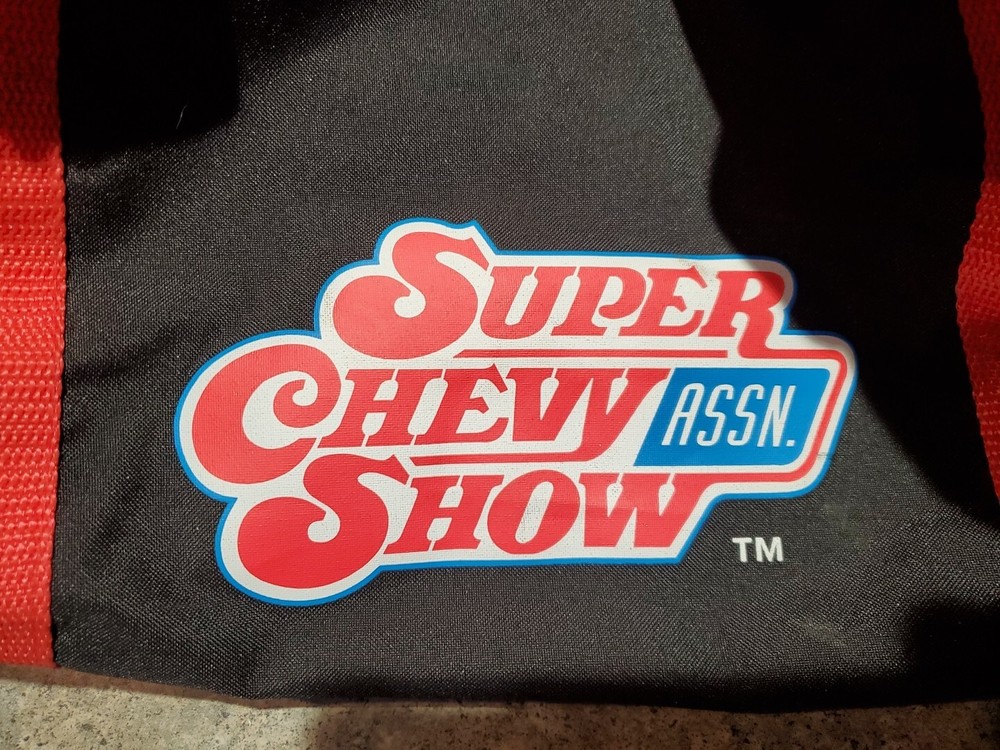 SUPER
CHEVY ASSN.
SHOW
TM